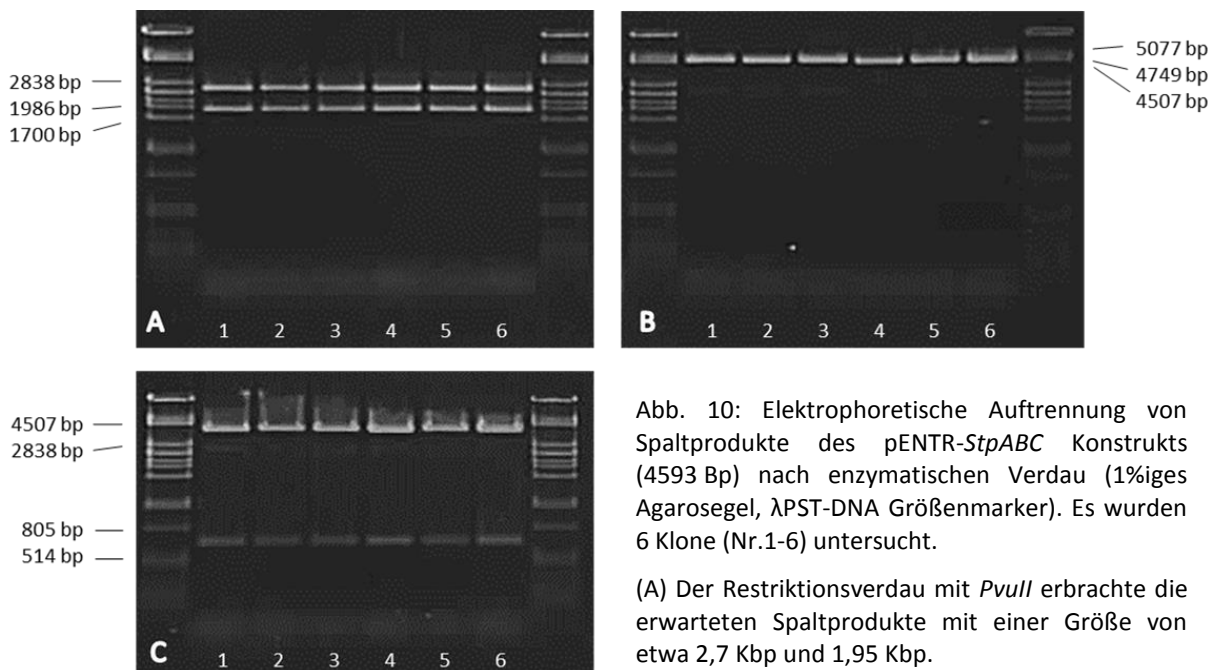 2838 bp
1986 bp
1700 bp
A
1 2 3 4 5 6
5077 bp
4749 bp
4507 bp
B
1 2 3 4 5 6
4507 bp
2838 bp
805 bp
514 bp
C
1 2 3 4 5 6
Abb. 10: Elektrophoretische Auftrennung von
Spaltprodukte des pENTR-StpABC Konstrukts
(4593 Bp) nach enzymatischen Verdau (1%iges
Agarosegel, λPST-DNA Größenmarker). Es wurden
6 Klone (Nr.1-6) untersucht.
(A) Der Restriktionsverdau mit PvuII erbrachte die
erwarteten Spaltprodukte mit einer Größe von
etwa 2,7 Kbp und 1,95 Kbp.